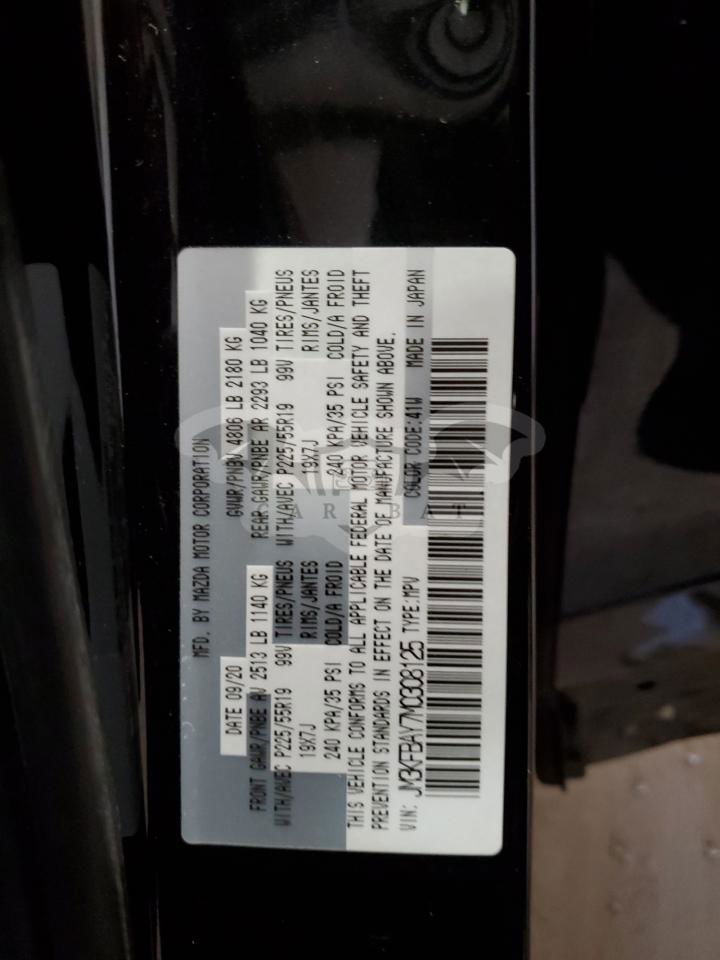 MFD. BY MAZDA MOTOR CORPORATION
DATE 09/20 GVWR/PNBV 4806 LB 2180 KG
FRONT GAWR/PNBE AV 2513 LB 1140 KG REAR GAWR/PNBE AR 2293 LB 1040 KG
WITH/AVEC P225/55R19 99V TIRES/PNEUS WITH/AVEC P225/55R19 99V TIRES/PNEUS
19X7J RIMS/JANTES 19X7J RIMS/JANTES
240 KPA/35 PSI COLD/A FROID 240 KPA/35 PSI COLD/A FROID
THIS VEHICLE CONFORMS TO ALL APPLICABLE FEDERAL MOTOR VEHICLE SAFETY AND THEFT
PREVENTION STANDARDS IN EFFECT ON THE DATE OF MANUFACTURE SHOWN ABOVE.
VIN: JM3KFBAY7M0308125 TYPE:MPV COLOR CODE:41W MADE IN JAPAN
CARBAT